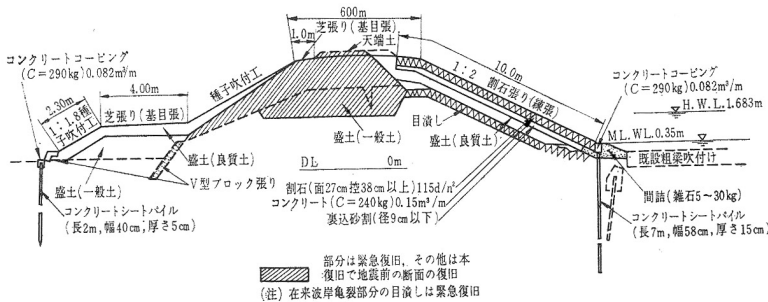 600m
1.0m
芝張り(基目張)
天端土
コンクリートコーピング
(C=290kg)0.082m³/m
2.30m
1:1.8種
子吹付工
4.00m
芝張り(基目張)
種子吹付工
10.0m
1:2 割石張り(練張)
コンクリートコーピング
(C=290kg)0.082m³/m
H.W.L.1.683m
M.L.WL.0.35m
既設粗梁吹付け
目潰し
盛土(良質土)
盛土(一般土)
盛土(良質土)
V型ブロック張り
盛土(一般土)
DL 0m
割石(面27cm控38cm以上)115d/n²
コンクリート(C=240kg)0.15m³/m
裏込砂割(径9cm以下)
コンクリートシートパイル
(長2m,幅40cm,厚さ5cm)
間詰(雑石5~30kg)
コンクリートシートパイル
(長7m,幅58cm,厚さ15cm)
部分は緊急復旧,その他は本
復旧で地震前の断面の復旧
(注) 在来波岸亀裂部分の目潰しは緊急復旧